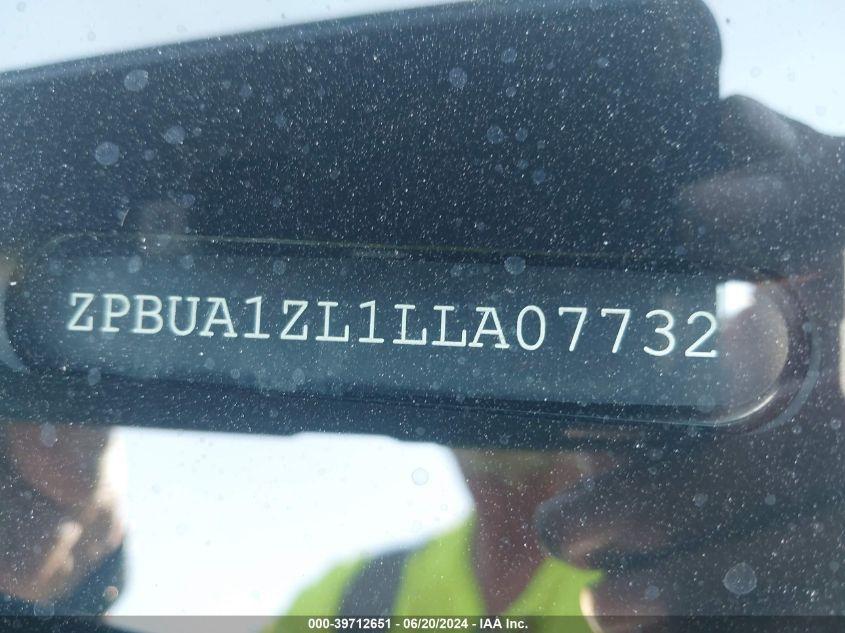 ZPBUA1ZL1LLA07732
000-39712651 - 06/20/2024 - IAA Inc.